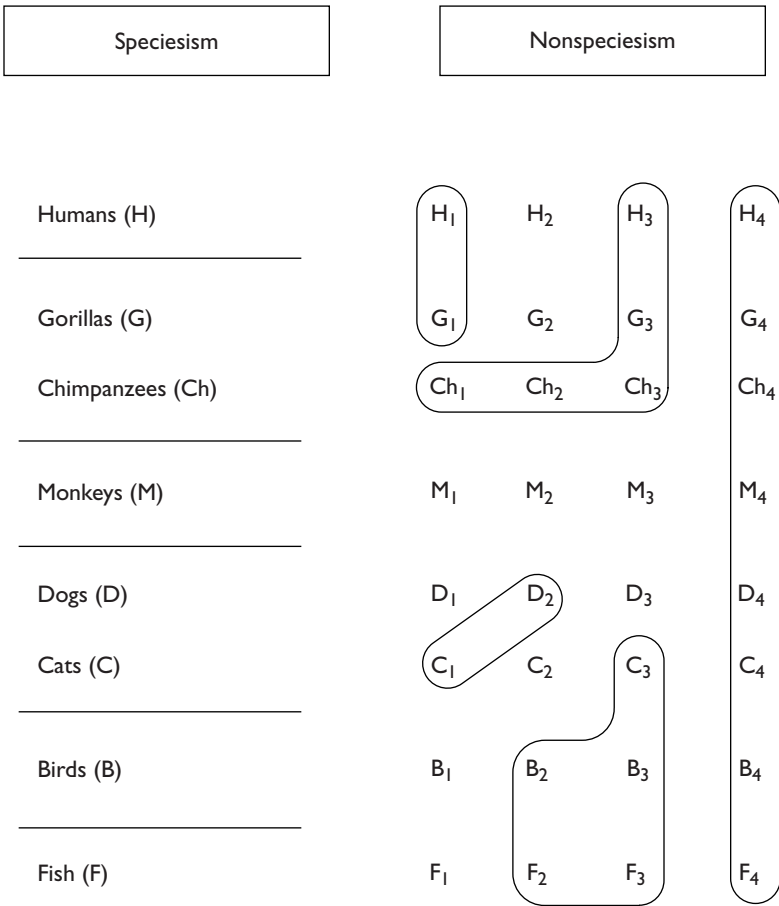 Speciesism Nonspeciesism
Humans (H) H₁ H₂ H₃ H₄
Gorillas (G) G₁ G₂ G₃ G₄
Chimpanzees (Ch) Ch₁ Ch₂ Ch₃ Ch₄
Monkeys (M) M₁ M₂ M₃ M₄
Dogs (D) D₁ D₂ D₃ D₄
Cats (C) C₁ C₂ C₃ C₄
Birds (B) B₁ B₂ B₃ B₄
Fish (F) F₁ F₂ F₃ F₄